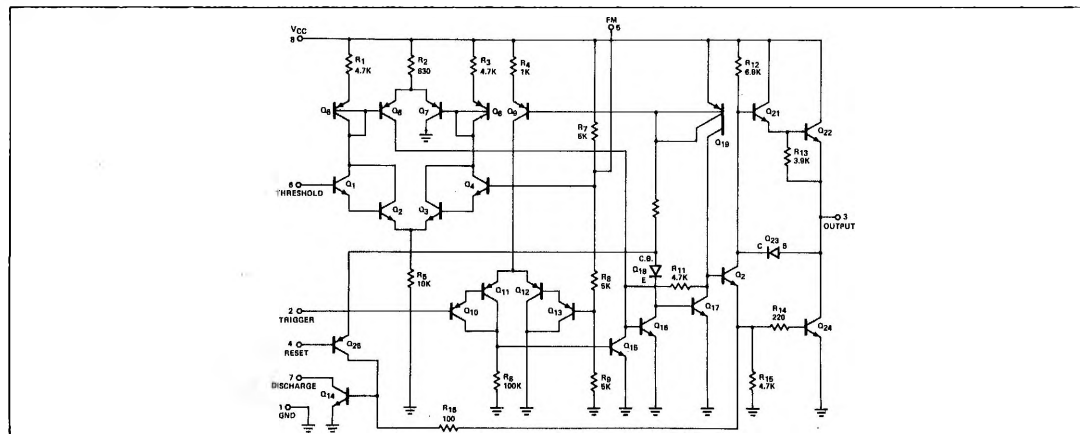 FM
5
VCC
8
R1
4.7K
R2
830
R3
4.7K
R4
1K
R12
6.8K
Q5
Q6
Q7
Q8
Q9
Q21
Q22
R7
5K
Q19
R13
3.9K
6
THRESHOLD
Q1
Q2
Q3
Q4
3
OUTPUT
Q23
C
B
R5
10K
C.B.
Q18
E
R11
4.7K
Q2
R8
5K
Q11
Q12
Q10
Q13
Q17
2
TRIGGER
Q16
R14
220
Q24
Q15
4
RESET
Q25
R6
100K
R9
5K
R15
4.7K
7
DISCHARGE
Q14
1
GND
R16
100